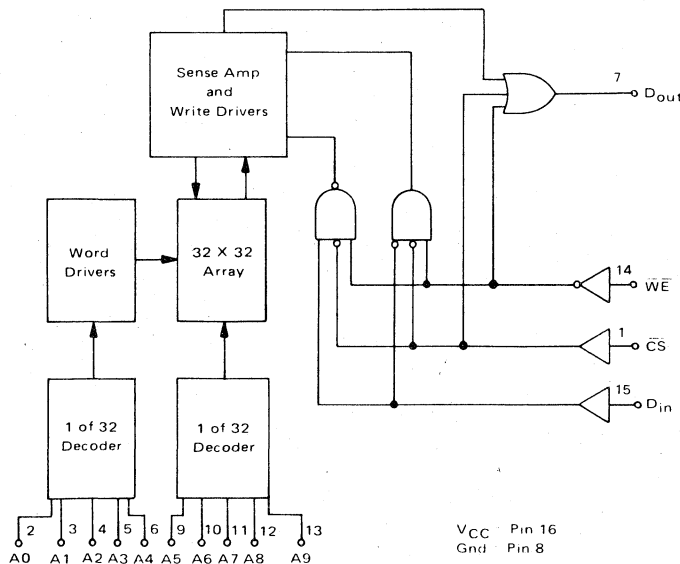 Sense Amp
and
Write Drivers
7
Dout
Word
Drivers
32 X 32
Array
14
WE
1
CS
15
Din
1 of 32
Decoder
1 of 32
Decoder
2
3
4
5
6
9
10
11
12
13
A0
A1
A2
A3
A4
A5
A6
A7
A8
A9
VCC Pin 16
Gnd Pin 8